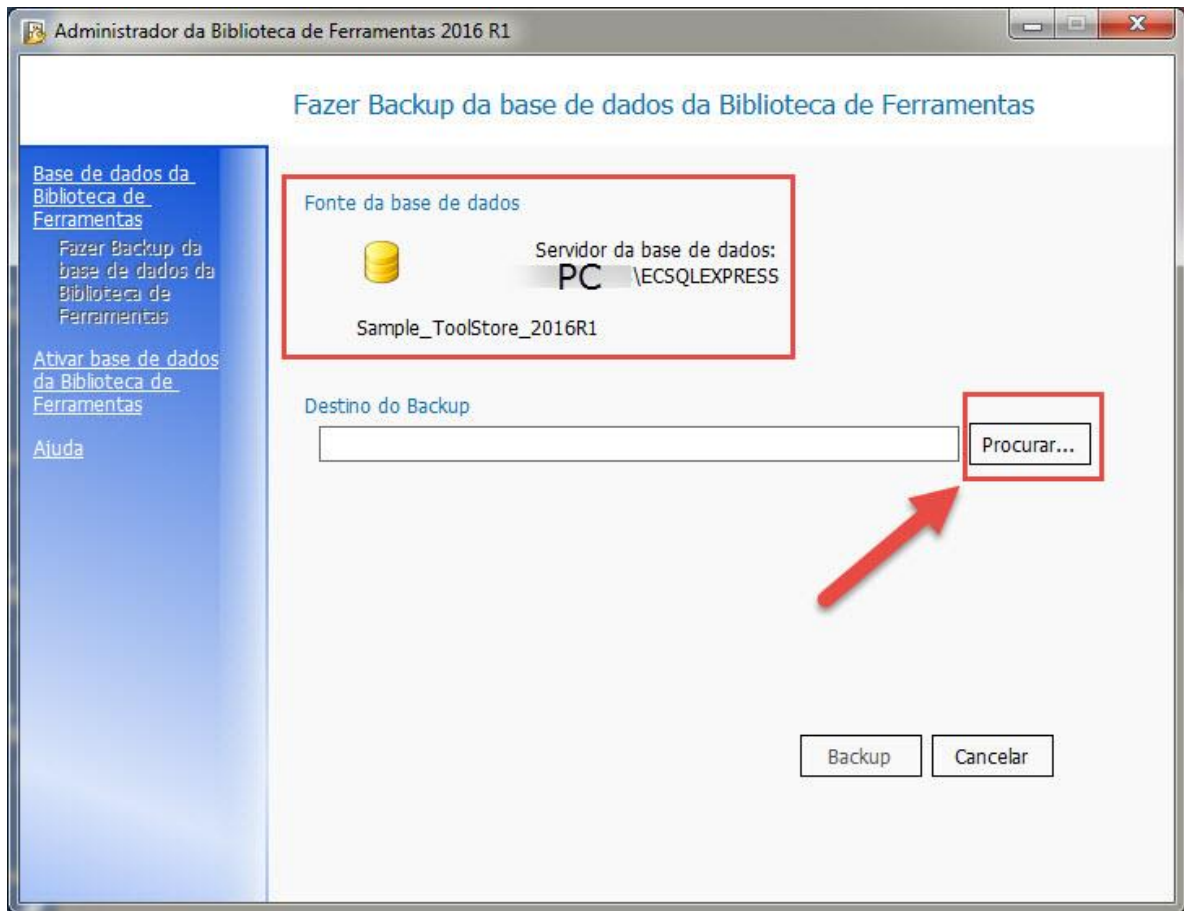 Administrador da Biblioteca de Ferramentas 2016 R1
Fazer Backup da base de dados da Biblioteca de Ferramentas
Base de dados da
Biblioteca de
Ferramentas
Fazer Backup da
base de dados da
Biblioteca de
Ferramentas
Ativar base de dados
da Biblioteca de
Ferramentas
Ajuda
Fonte da base de dados
Servidor da base de dados:
PC \ECSQLEXPRESS
Sample_ToolStore_2016R1
Destino do Backup
Procurar...
Backup
Cancelar